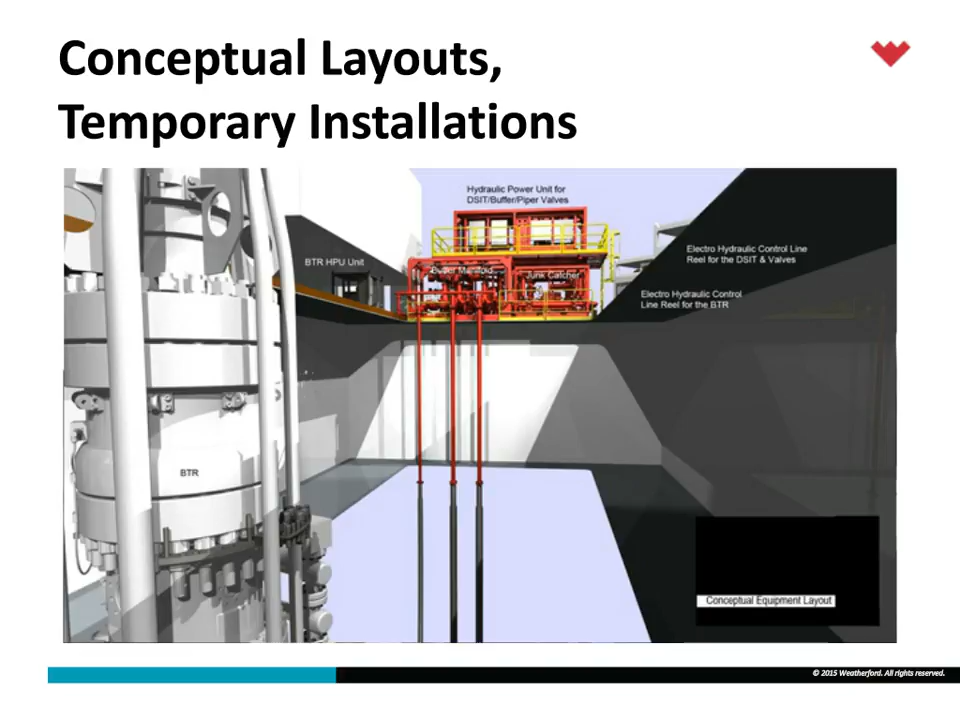 Conceptual Layouts,
Temporary Installations
Hydraulic Power Unit for
DSIT/Buffer/Piper Valves
BTR HPU Unit
Electro Hydraulic Control Line
Reel for the DSIT & Valves
Buffer Manifold
Junk Catcher
Electro Hydraulic Control
Line Reel for the BTR
BTR
Conceptual Equipment Layout
© 2015 Weatherford. All rights reserved.